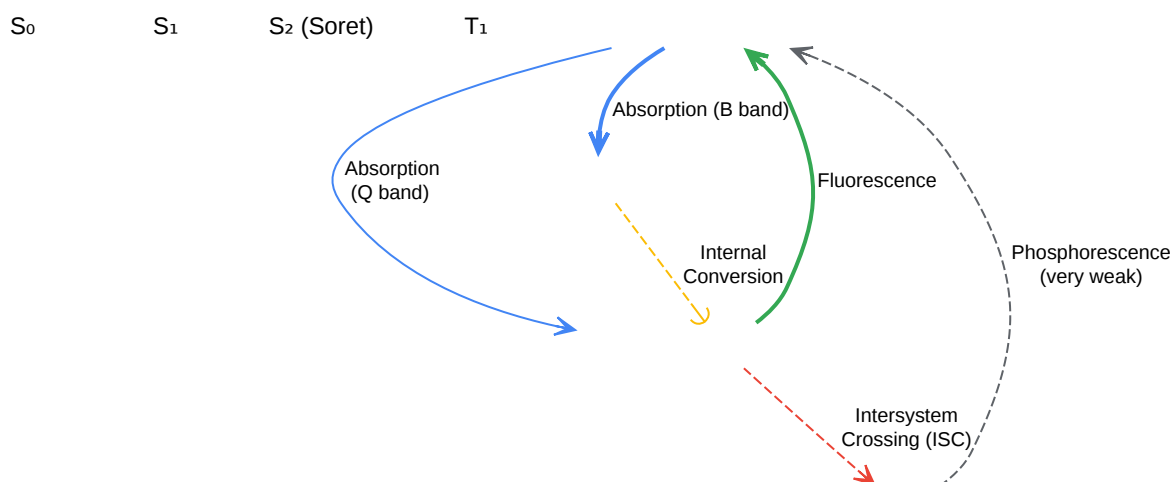 S₀ S₁ S₂ (Soret) T₁
Absorption (B band)
Absorption
(Q band)
Fluorescence
Internal
Conversion
Phosphorescence
(very weak)
Intersystem
Crossing (ISC)